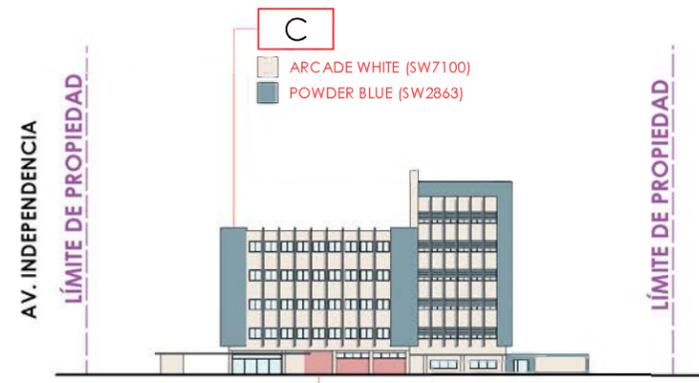 C
ARCADE WHITE (SW7100)
POWDER BLUE (SW2863)
AV. INDEPENDENCIA
LÍMITE DE PROPIEDAD
LÍMITE DE PROPIEDAD